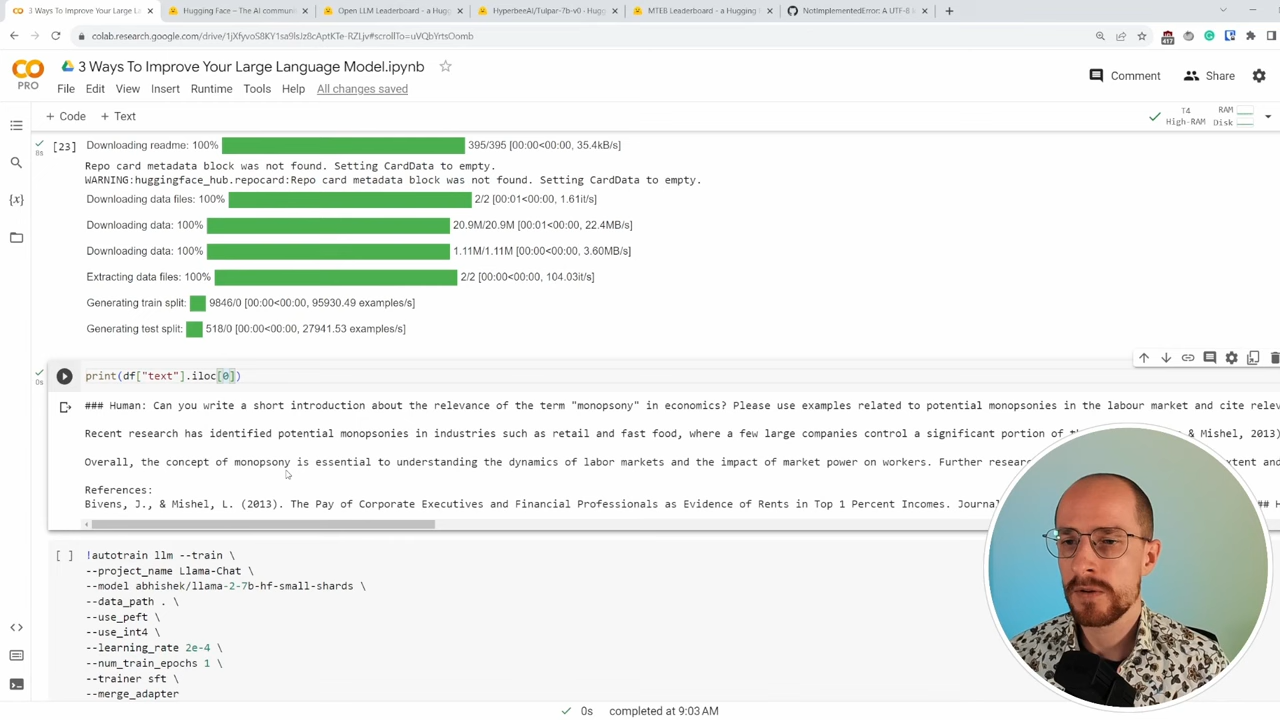 3 Ways To Improve Your Large La
Hugging Face – The AI commun
Open LLM Leaderboard - a Hugg
HyperbeeAI/Tulpar-7b-v0 · Hugg
MTEB Leaderboard - a Hugging
NotImplementedError: A UTF-8 l
colab.research.google.com/drive/
417
CO
PRO
3 Ways To Improve Your Large Language Model.ipynb
Comment
Share
File Edit View Insert Runtime Tools Help All changes saved
+ Code + Text
T4
High-RAM
RAM
Disk
[23]
8s
Downloading readme: 100% 395/395 [00:00<00:00, 35.4kB/s]
Repo card metadata block was not found. Setting CardData to empty.
WARNING:huggingface_hub.repocard:Repo card metadata block was not found. Setting CardData to empty.
Downloading data files: 100% 2/2 [00:01<00:00, 1.61it/s]
Downloading data: 100% 20.9M/20.9M [00:01<00:00, 22.4MB/s]
Downloading data: 100% 1.11M/1.11M [00:00<00:00, 3.60MB/s]
Extracting data files: 100% 2/2 [00:00<00:00, 104.03it/s]
Generating train split: 9846/0 [00:00<00:00, 95930.49 examples/s]
Generating test split: 518/0 [00:00<00:00, 27941.53 examples/s]
0s
print(df["text"].iloc[0])
### Human: Can you write a short introduction about the relevance of the term "monopsony" in economics? Please use examples related to potential monopsonies in the labour market and cite relev
Recent research has identified potential monopsonies in industries such as retail and fast food, where a few large companies control a significant portion of & Mishel, 2013)
Overall, the concept of monopsony is essential to understanding the dynamics of labor markets and the impact of market power on workers. Further resear xtent and
References:
Bivens, J., & Mishel, L. (2013). The Pay of Corporate Executives and Financial Professionals as Evidence of Rents in Top 1 Percent Incomes. Journa ## H
[ ]
!autotrain llm --train \
--project_name Llama-Chat \
--model abhishek/llama-2-7b-hf-small-shards \
--data_path . \
--use_peft \
--use_int4 \
--learning_rate 2e-4 \
--num_train_epochs 1 \
--trainer sft \
--merge_adapter
0s completed at 9:03 AM